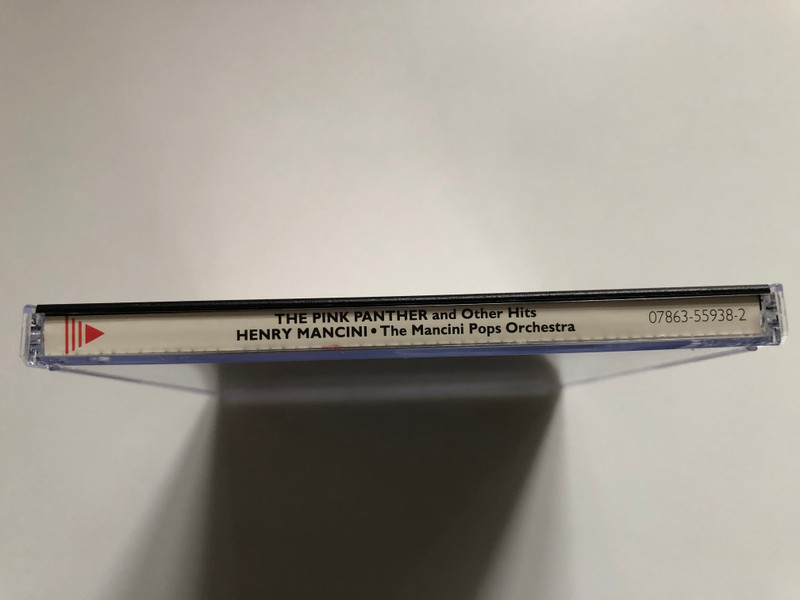 THE PINK PANTHER and Other Hits
HENRY MANCINI • The Mancini Pops Orchestra
07863-55938-2